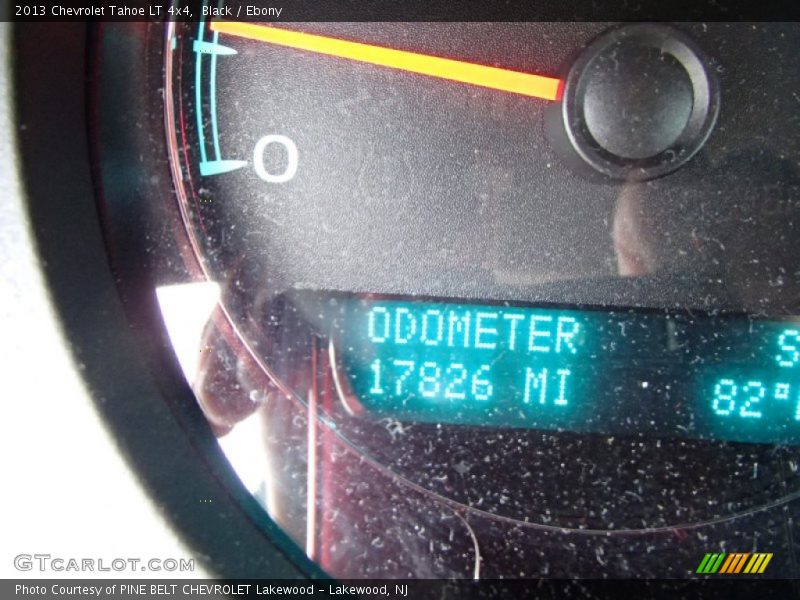 2013 Chevrolet Tahoe LT 4x4, Black / Ebony
0
ODOMETER S
17826 MI 82°
GTCARLOT.COM
Photo Courtesy of PINE BELT CHEVROLET Lakewood - Lakewood, NJ